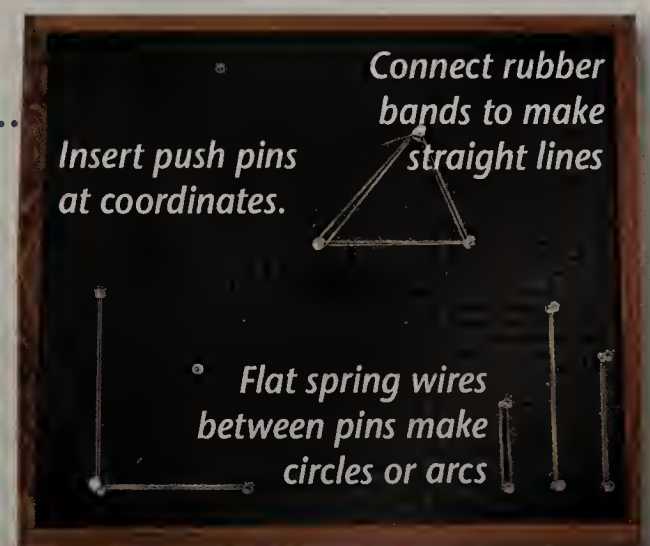 Insert push pins
at coordinates.
Connect rubber
bands to make
straight lines
Flat spring wires
between pins make
circles or arcs